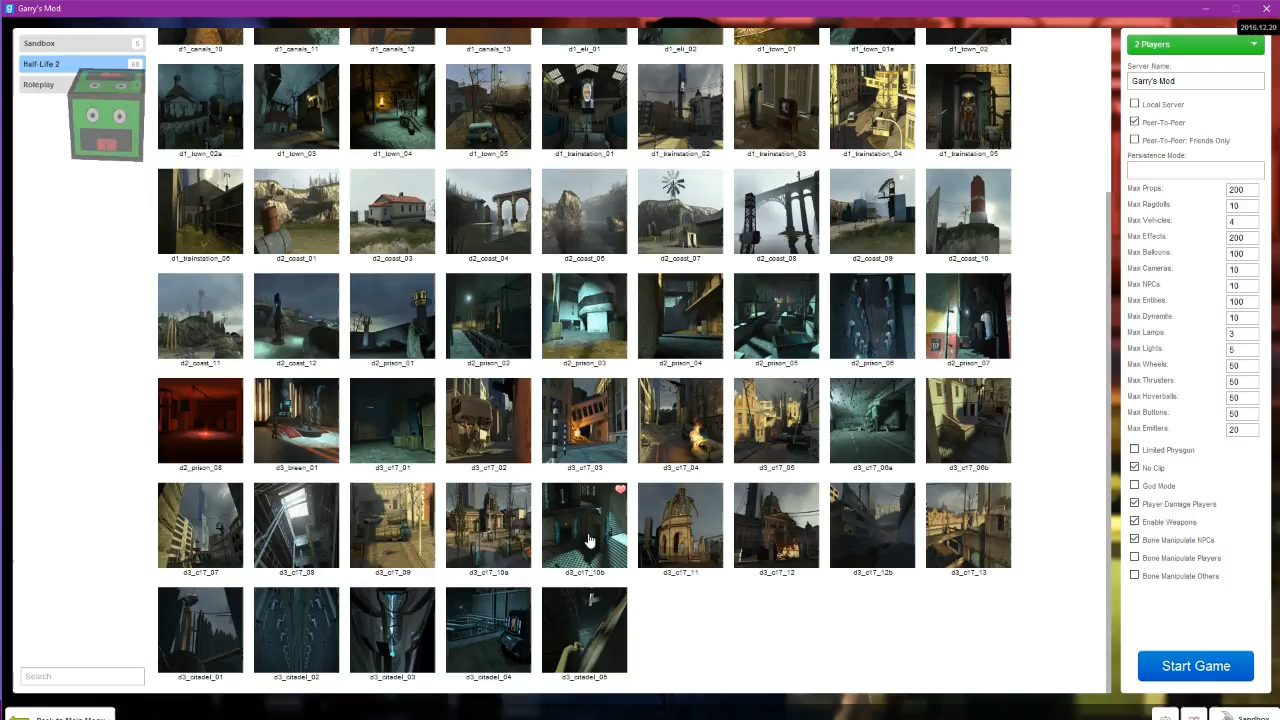 Garry's Mod
2016.12.20
Sandbox 5
Half-Life 2 69
Roleplay
d1_canals_10 d1_canals_11 d1_canals_12 d1_canals_13 d1_eli_01 d1_eli_02 d1_town_01 d1_town_01a d1_town_02
d1_town_02a d1_town_03 d1_town_04 d1_town_05 d1_trainstation_01 d1_trainstation_02 d1_trainstation_03 d1_trainstation_04 d1_trainstation_05
d1_trainstation_06 d2_coast_01 d2_coast_03 d2_coast_04 d2_coast_05 d2_coast_07 d2_coast_08 d2_coast_09 d2_coast_10
d2_coast_11 d2_coast_12 d2_prison_01 d2_prison_02 d2_prison_03 d2_prison_04 d2_prison_05 d2_prison_06 d2_prison_07
d2_prison_08 d3_breen_01 d3_c17_01 d3_c17_02 d3_c17_03 d3_c17_04 d3_c17_05 d3_c17_06a d3_c17_06b
d3_c17_07 d3_c17_08 d3_c17_09 d3_c17_10a d3_c17_10b d3_c17_11 d3_c17_12 d3_c17_12b d3_c17_13
d3_citadel_01 d3_citadel_02 d3_citadel_03 d3_citadel_04 d3_citadel_05
Search
Back to Main Menu
2 Players
Server Name:
Garry's Mod
Local Server
Peer-To-Peer
Peer-To-Peer: Friends Only
Persistence Mode:
Max Props: 200
Max Ragdolls: 10
Max Vehicles: 4
Max Effects: 200
Max Balloons: 100
Max Cameras: 10
Max NPCs: 10
Max Entities: 100
Max Dynamite: 10
Max Lamps: 3
Max Lights: 5
Max Wheels: 50
Max Thrusters: 50
Max Hoverballs: 50
Max Buttons: 50
Max Emitters: 20
Limited Physgun
No Clip
God Mode
Player Damage Players
Enable Weapons
Bone Manipulate NPCs
Bone Manipulate Players
Bone Manipulate Others
Start Game
Sandbox